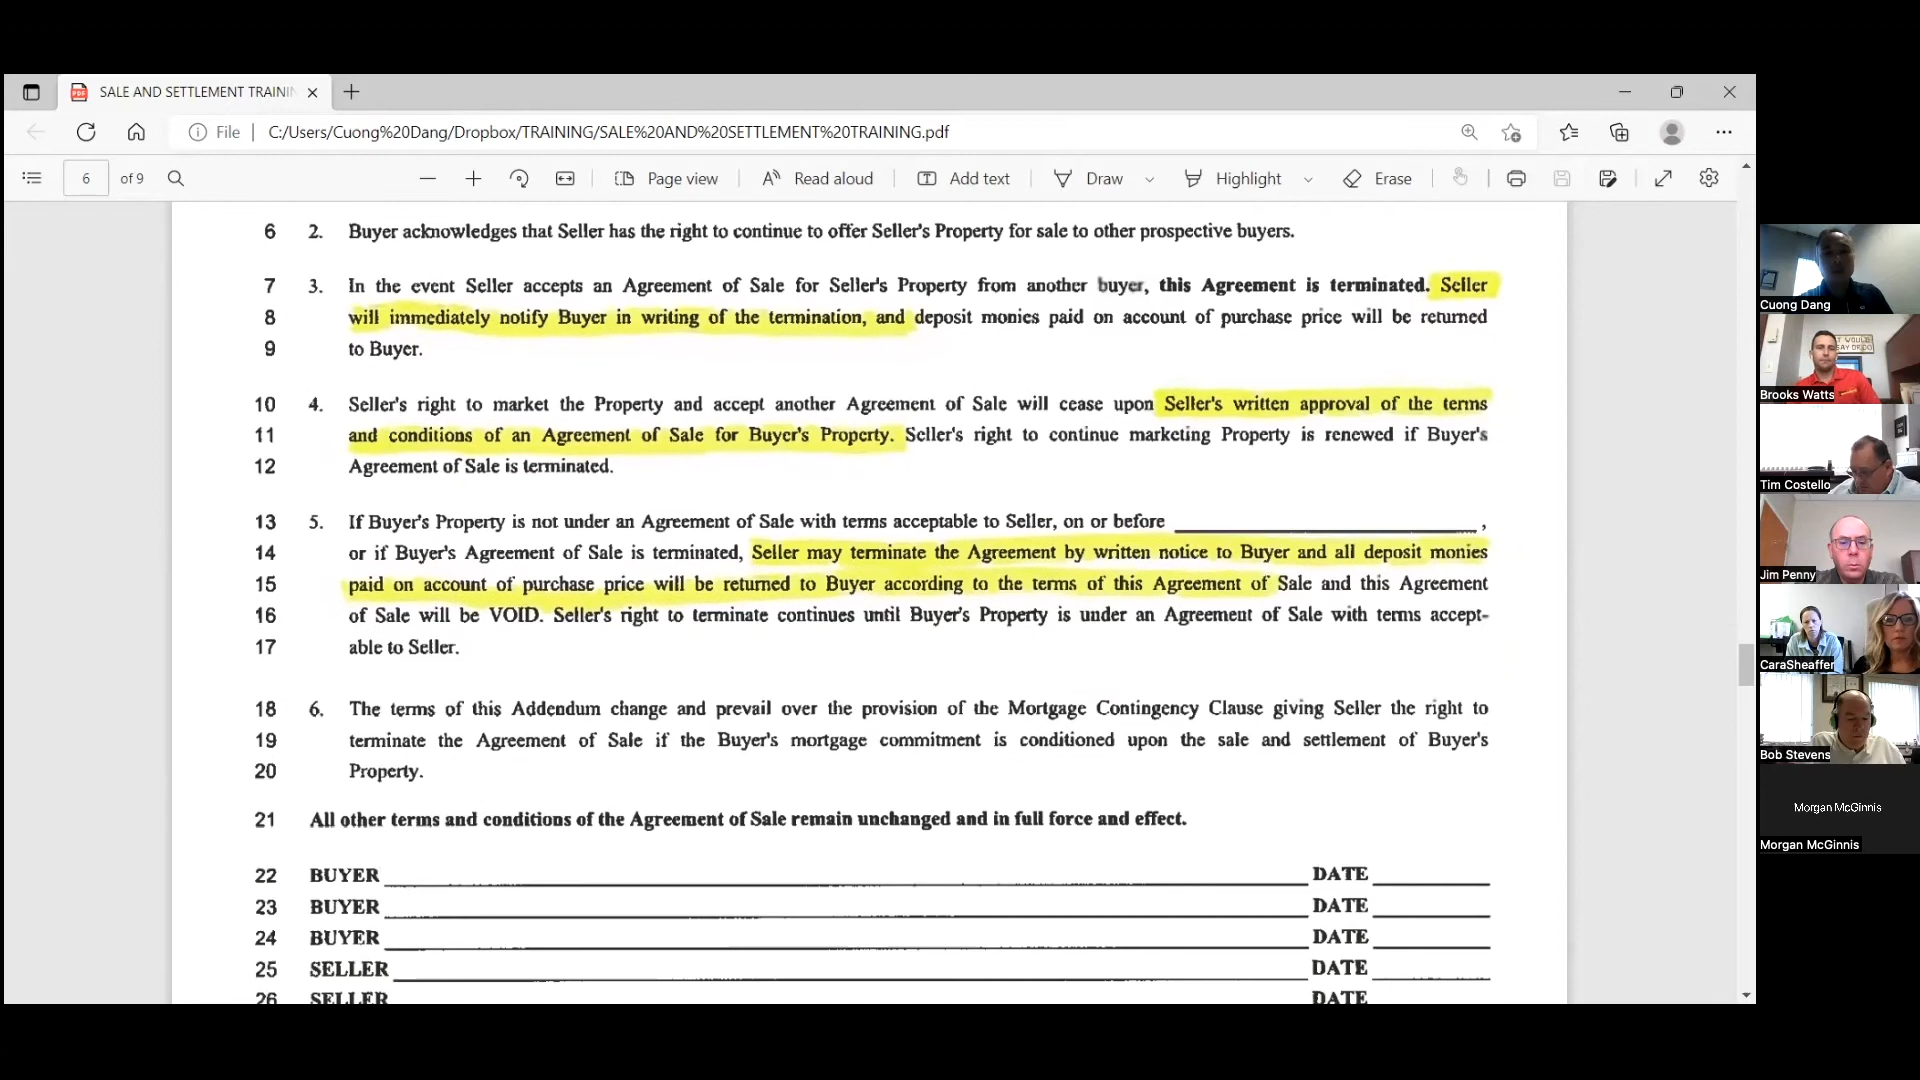 SALE AND SETTLEMENT TRAININ
File
C:/Users/Cuong%20Dang/Dropbox/TRAINING/SALE%20AND%20SETTLEMENT%20TRAINING.pdf
6 of 9
Page view
Read aloud
Add text
Draw
Highlight
Erase
6 2. Buyer acknowledges that Seller has the right to continue to offer Seller's Property for sale to other prospective buyers.
7 3. In the event Seller accepts an Agreement of Sale for Seller's Property from another buyer, this Agreement is terminated. Seller
8 will immediately notify Buyer in writing of the termination, and deposit monies paid on account of purchase price will be returned
9 to Buyer.
10 4. Seller's right to market the Property and accept another Agreement of Sale will cease upon Seller's written approval of the terms
11 and conditions of an Agreement of Sale for Buyer's Property. Seller's right to continue marketing Property is renewed if Buyer's
12 Agreement of Sale is terminated.
13 5. If Buyer's Property is not under an Agreement of Sale with terms acceptable to Seller, on or before ,
14 or if Buyer's Agreement of Sale is terminated, Seller may terminate the Agreement by written notice to Buyer and all deposit monies
15 paid on account of purchase price will be returned to Buyer according to the terms of this Agreement of Sale and this Agreement
16 of Sale will be VOID. Seller's right to terminate continues until Buyer's Property is under an Agreement of Sale with terms accept-
17 able to Seller.
18 6. The terms of this Addendum change and prevail over the provision of the Mortgage Contingency Clause giving Seller the right to
19 terminate the Agreement of Sale if the Buyer's mortgage commitment is conditioned upon the sale and settlement of Buyer's
20 Property.
21 All other terms and conditions of the Agreement of Sale remain unchanged and in full force and effect.
22 BUYER DATE
23 BUYER DATE
24 BUYER DATE
25 SELLER DATE
26 SELLER DATE
Cuong Dang
Brooks Watts
Tim Costello
Jim Penny
CaraSheaffer
Bob Stevens
Morgan McGinnis
Morgan McGinnis